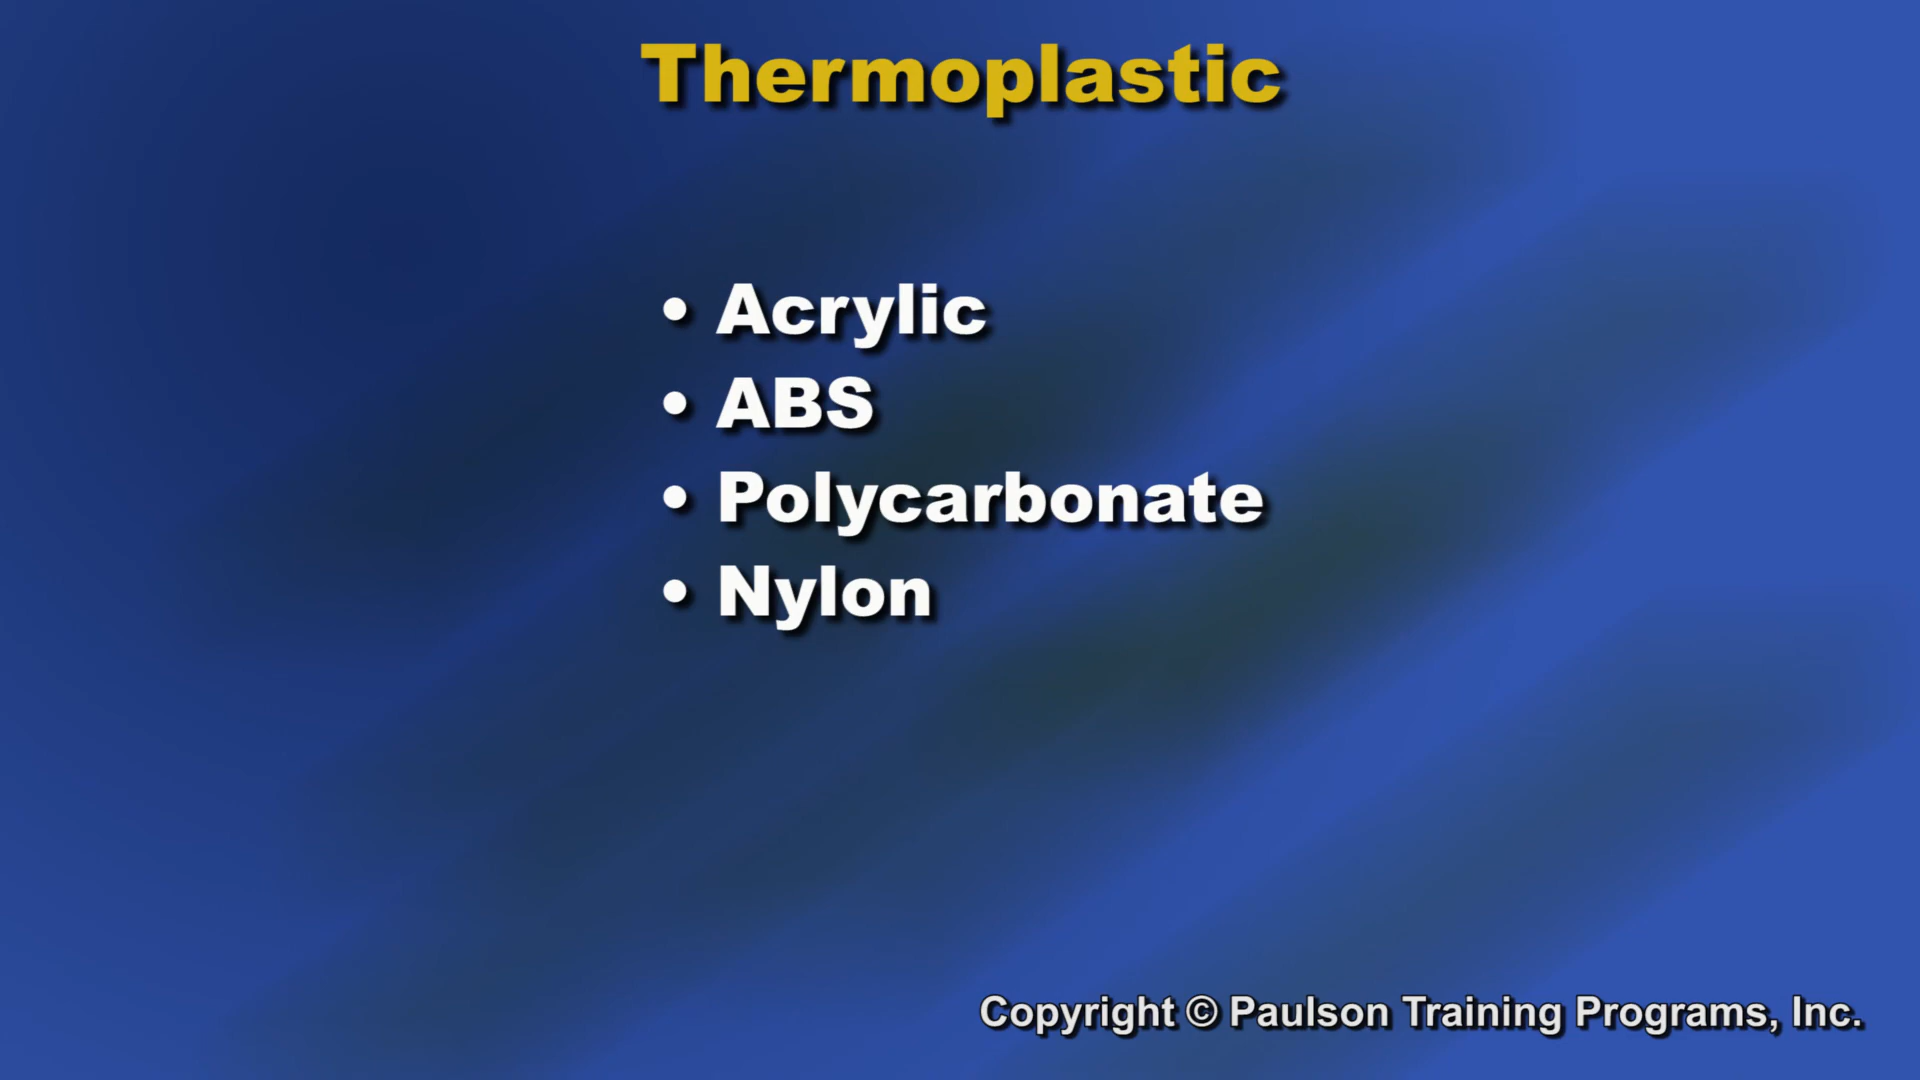 Thermoplastic
• Acrylic
• ABS
• Polycarbonate
• Nylon
Copyright © Paulson Training Programs, Inc.